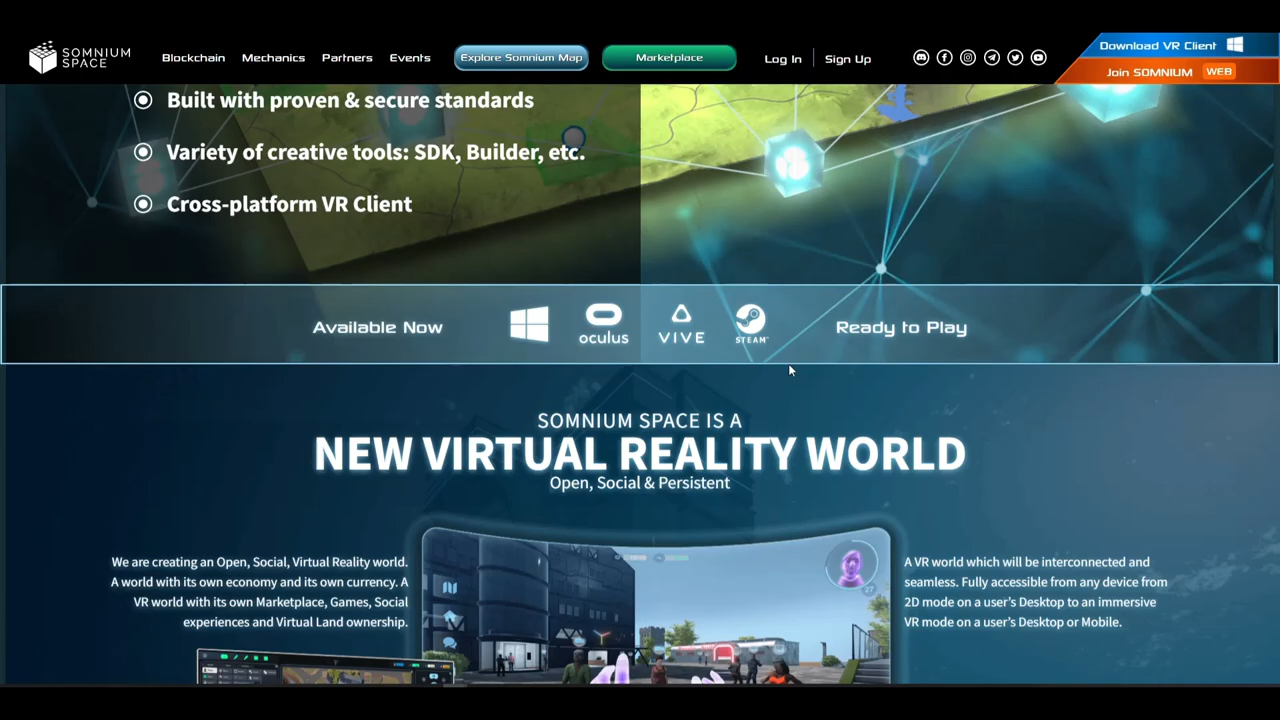 SOMNIUM
SPACE
Blockchain
Mechanics
Partners
Events
Explore Somnium Map
Marketplace
Log In
Sign Up
Download VR Client
Join SOMNIUM WEB
Built with proven & secure standards
Variety of creative tools: SDK, Builder, etc.
Cross-platform VR Client
Available Now
oculus
VIVE
STEAM
Ready to Play
SOMNIUM SPACE IS A
NEW VIRTUAL REALITY WORLD
Open, Social & Persistent
We are creating an Open, Social, Virtual Reality world.
A world with its own economy and its own currency. A
VR world with its own Marketplace, Games, Social
experiences and Virtual Land ownership.
27
A VR world which will be interconnected and
seamless. Fully accessible from any device from
2D mode on a user's Desktop to an immersive
VR mode on a user's Desktop or Mobile.